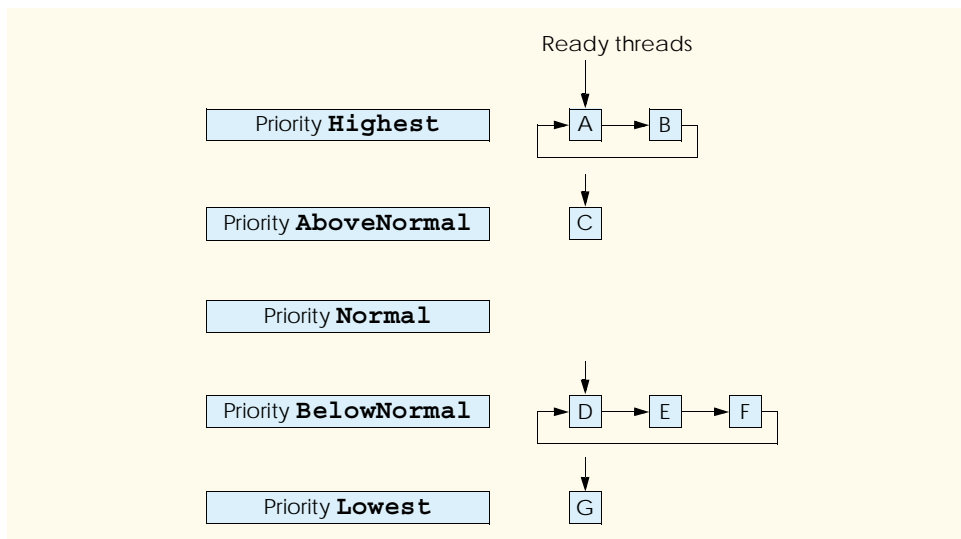 Ready threads
Priority Highest
A
B
Priority AboveNormal
C
Priority Normal
Priority BelowNormal
D
E
F
Priority Lowest
G